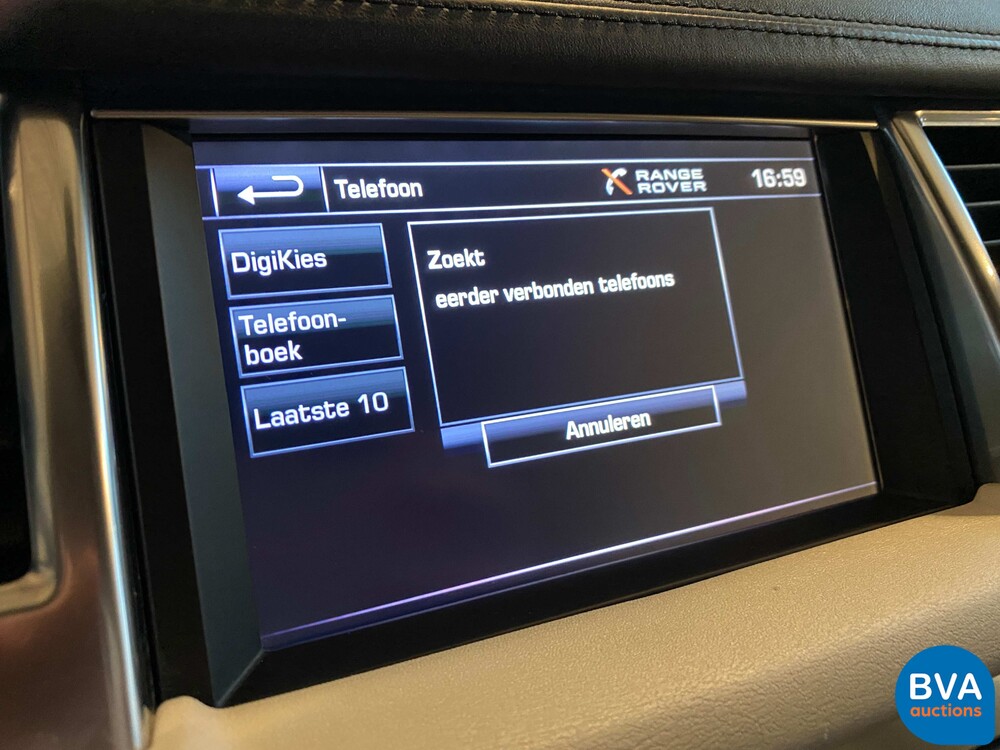 Telefoon
RANGE ROVER
16:59
DigiKies
Telefoon-
boek
Laatste 10
Zoekt
eerder verbonden telefoons
Annuleren
BVA
auctions